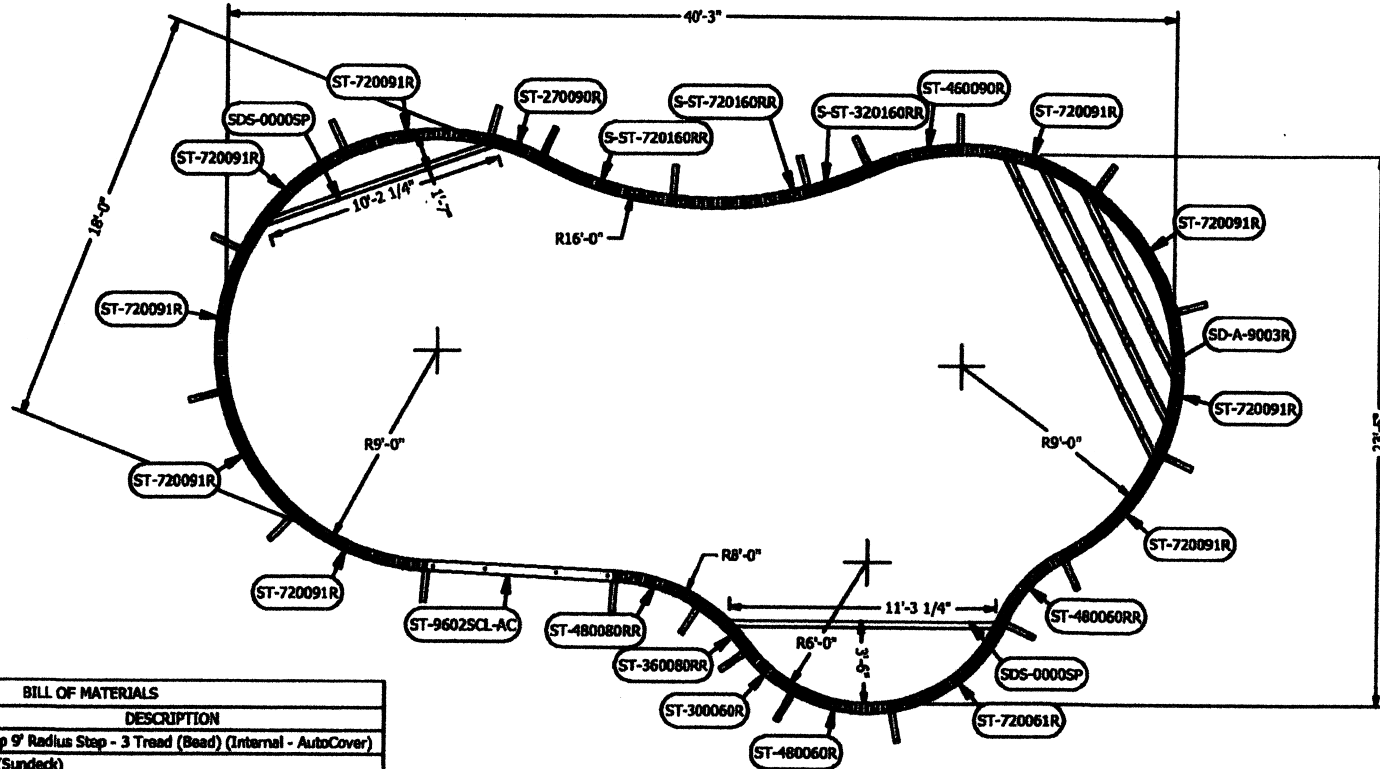 40'-3"
ST-720091R
ST-270090R
S-ST-720160RR
S-ST-720160RR
S-ST-320160RR
ST-460090R
ST-720091R
SDS-0000SP
ST-720091R
10'-2 1/4"
1'-7"
18'-0"
R16'-0"
ST-720091R
ST-720091R
SD-A-9003R
ST-720091R
R9'-0"
R9'-0"
ST-720091R
ST-720091R
ST-720091R
ST-9602SCL-AC
ST-480080RR
R8'-0"
11'-3 1/4"
ST-480060RR
R6'-0"
3'-6"
ST-360080RR
SDS-0000SP
ST-300060R
ST-720061R
ST-480060R
BILL OF MATERIALS
DESCRIPTION
p 9' Radius Step - 3 Tread (Bead) (Internal - AutoCover)
(Sundeck)